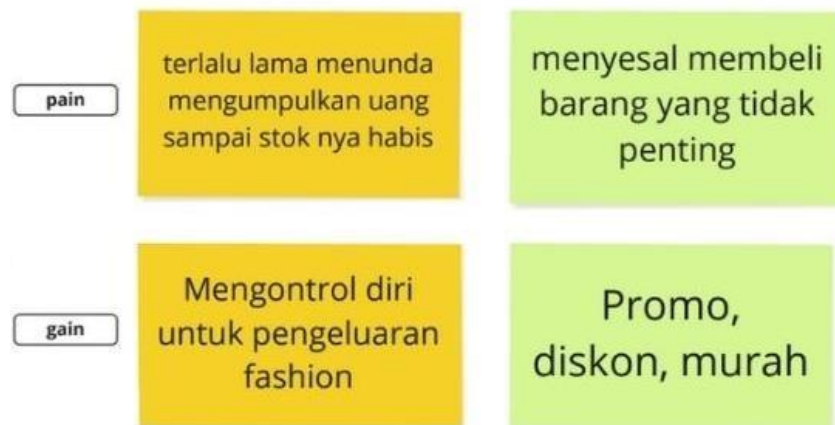 pain
terlalu lama menunda
mengumpulkan uang
sampai stok nya habis
menyesal membeli
barang yang tidak
penting
gain
Mengontrol diri
untuk pengeluaran
fashion
Promo,
diskon, murah